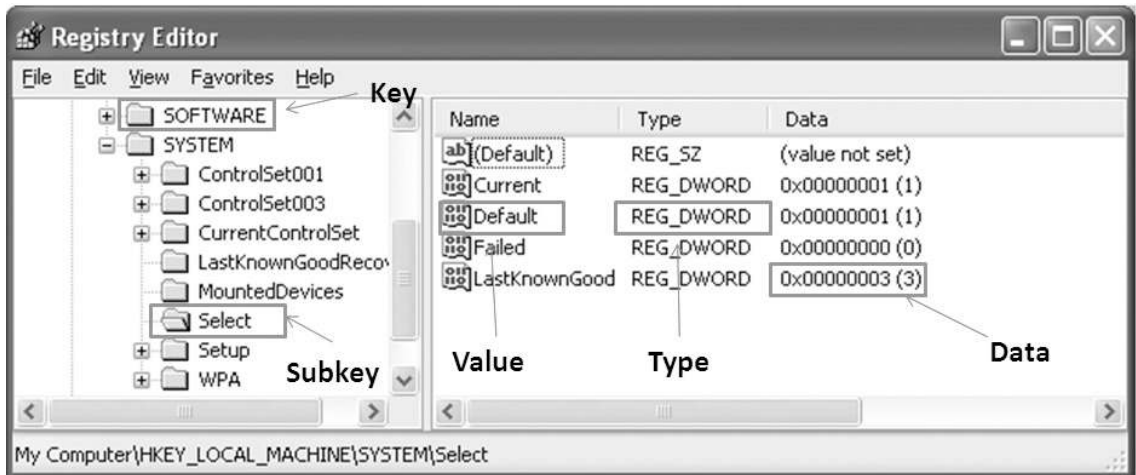 Registry Editor
File Edit View Favorites Help
Key
SOFTWARE
SYSTEM
ControlSet001
ControlSet003
CurrentControlSet
LastKnownGoodRecov
MountedDevices
Select
Setup
WPA
Subkey
Name Type Data
(Default) REG_SZ (value not set)
Current REG_DWORD 0x00000001 (1)
Default REG_DWORD 0x00000001 (1)
Failed REG_DWORD 0x00000000 (0)
LastKnownGood REG_DWORD 0x00000003 (3)
Value Type Data
My Computer\HKEY_LOCAL_MACHINE\SYSTEM\Select